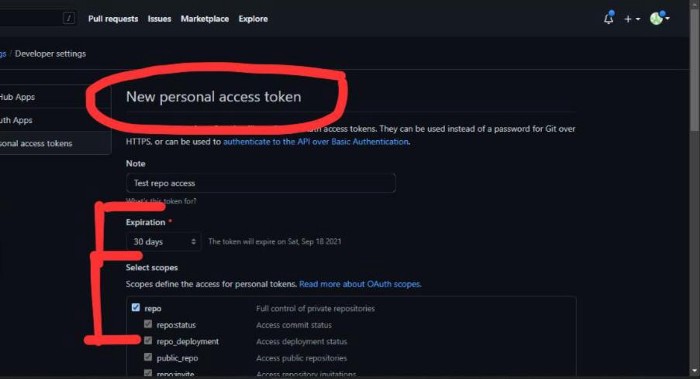 / Pull requests Issues Marketplace Explore
gs / Developer settings
Hub Apps
New personal access token
uth Apps
access tokens. They can be used instead of a password for Git over
sonal access tokens
HTTPS, or can be used to authenticate to the API over Basic Authentication.
Note
Test repo access
What's this token for?
Expiration *
30 days The token will expire on Sat, Sep 18 2021
Select scopes
Scopes define the access for personal tokens. Read more about OAuth scopes.
repo Full control of private repositories
repo:status Access commit status
repo_deployment Access deployment status
public_repo Access public repositories
repo:invite Access repository invitations